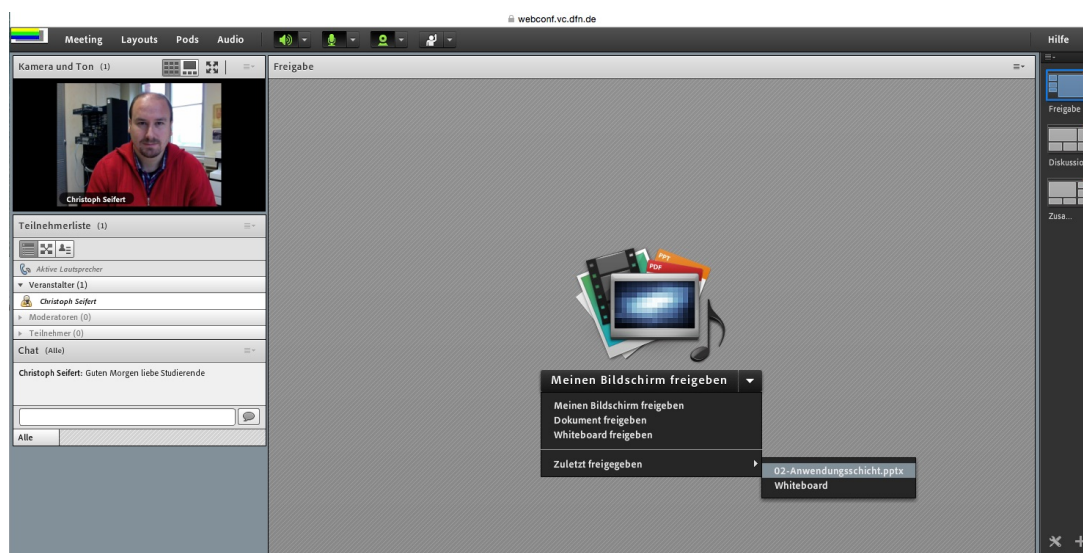 webconf.vc.dfn.de
Meeting Layouts Pods Audio
Hilfe
Kamera und Ton (1)
Christoph Seifert
Teilnehmerliste (1)
Aktive Lautsprecher
Veranstalter (1)
Christoph Seifert
Moderatoren (0)
Teilnehmer (0)
Chat (Alle)
Christoph Seifert: Guten Morgen liebe Studierende
Alle
Freigabe
PPT
PDF
Meinen Bildschirm freigeben
Meinen Bildschirm freigeben
Dokument freigeben
Whiteboard freigeben
Zuletzt freigegeben
02-Anwendungsschicht.pptx
Whiteboard
Freigabe
Diskussio
Zusa...